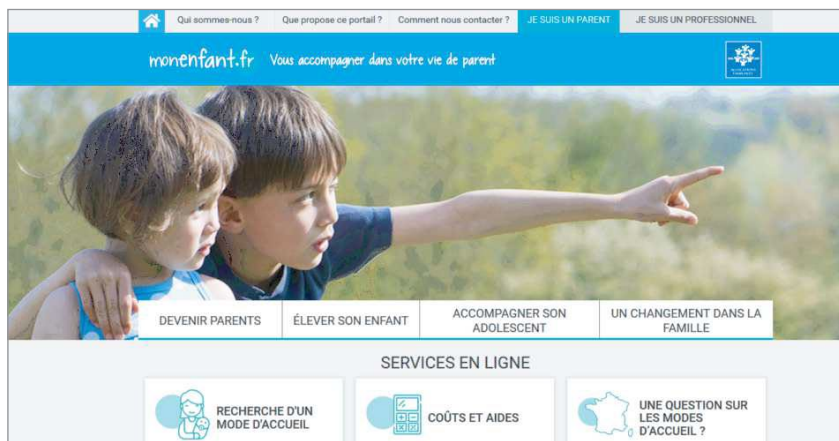 Qui sommes-nous ? Que propose ce portail ? Comment nous contacter ? JE SUIS UN PARENT JE SUIS UN PROFESSIONNEL
monenfant.fr Vous accompagner dans votre vie de parent
DEVENIR PARENTS ÉLEVER SON ENFANT ACCOMPAGNER SON UN CHANGEMENT DANS LA
ADOLESCENT FAMILLE
SERVICES EN LIGNE
RECHERCHE D'UN
MODE D'ACCUEIL
COÛTS ET AIDES
UNE QUESTION SUR
LES MODES
D'ACCUEIL ?